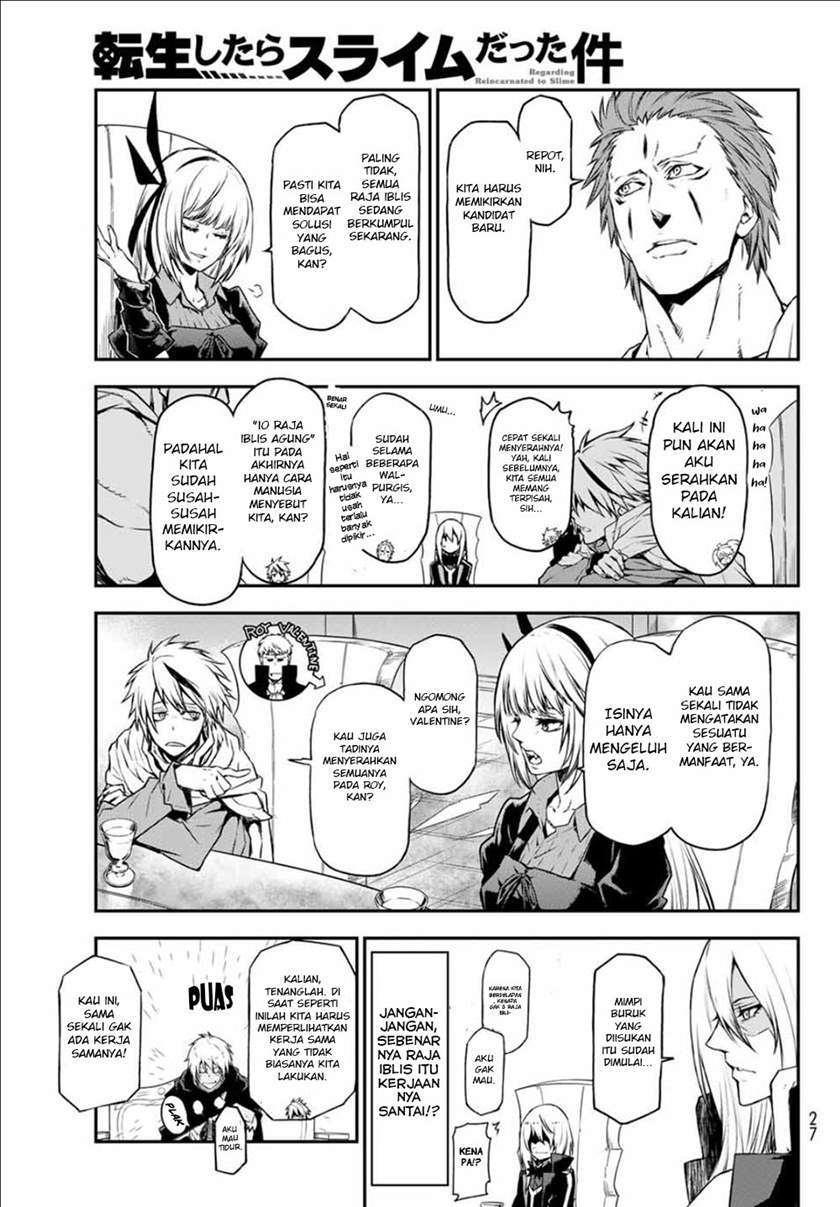 転生したらスライムだった件
Regarding
Reincarnated to Slime
REPOT,
NIH.
KITA HARUS
MEMIKIRKAN
KANDIDAT
BARU.
PALING
TIDAK,
SEMUA
RAJA IBLIS
SEDANG
BERKUMPUL
SEKARANG.
PASTI KITA
BISA
MENDAPAT
SOLUSI
YANG
BAGUS,
KAN?
wa
ha
ha
ha
ha!
KALI INI
PUN AKAN
AKU
SERAHKAN
PADA
KALIAN!
CEPAT SEKALI
MENYERAHNYA!
YAH, KALI
SEBELUMNYA,
KITA SEMUA
MEMANG
TERPISAH,
SIH...
UMU...
SUDAH
SELAMA
BEBERAPA
WAL-
PURGIS,
YA...
BENAR
SEKALI
Hal
seperti
itu
harusnya
tidak
usah
terlalu
banyak
dipikir...
"10 RAJA
IBLIS AGUNG"
ITU PADA
AKHIRNYA
HANYA CARA
MANUSIA
MENYEBUT
KITA, KAN?
PADAHAL
KITA
SUDAH
SUSAH-
SUSAH
MEMIKIR-
KANNYA.
KAU SAMA
SEKALI TIDAK
MENGATAKAN
SESUATU
YANG BER-
MANFAAT, YA.
ISINYA
HANYA
MENGELUH
SAJA.
NGOMONG
APA SIH,
VALENTINE?
KAU JUGA
TADINYA
MENYERAHKAN
SEMUANYA
PADA ROY,
KAN?
ROY VALENTINE
MIMPI
BURUK
YANG
DIISUKAN
ITU SUDAH
DIMULAI...
KARENA KITA
BERDELAPAN
AKU
GAK
MAU.
KENA
PA!?
JANGAN-
JANGAN,
SEBENAR
NYA RAJA
IBLIS ITU
KERJAAN
NYA
SANTAI!?
KALIAN,
TENANGLAH. DI
SAAT SEPERTI
INILAH KITA HARUS
MEMPERLIHATKAN
KERJA SAMA
YANG TIDAK
BIASANYA KITA
LAKUKAN.
PUAS
PLAK
AKU
MAU
TIDUR.
KAU INI,
SAMA
SEKALI GAK
ADA KERJA
SAMANYA!
27